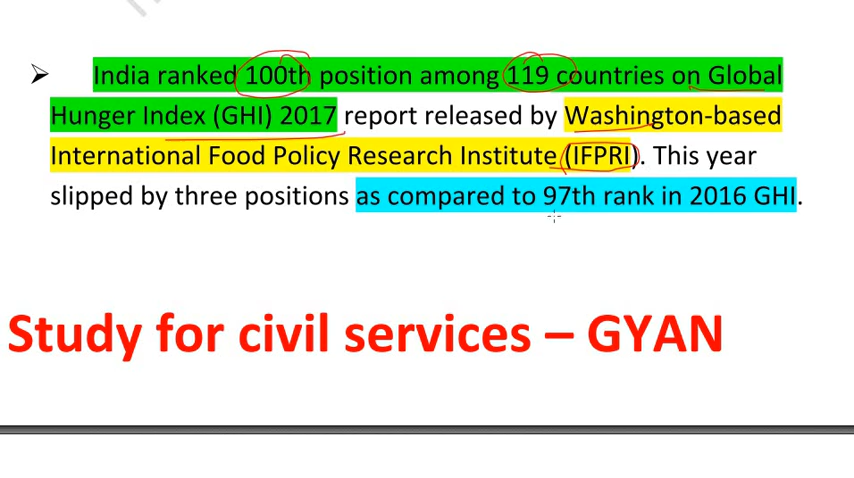 India ranked 100th position among 119 countries on Global
Hunger Index (GHI) 2017 report released by Washington-based
International Food Policy Research Institute (IFPRI). This year
slipped by three positions as compared to 97th rank in 2016 GHI.
Study for civil services – GYAN